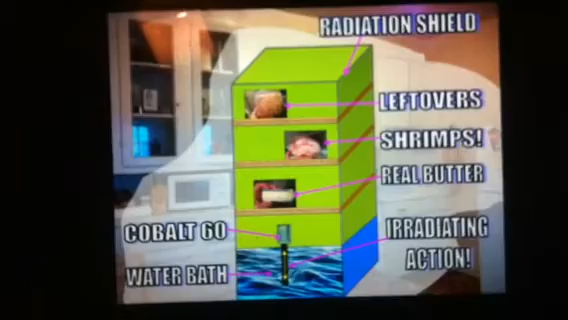 RADIATION SHIELD
LEFTOVERS
SHRIMPS!
REAL BUTTER
COBALT 60
IRRADIATING
ACTION!
WATER BATH